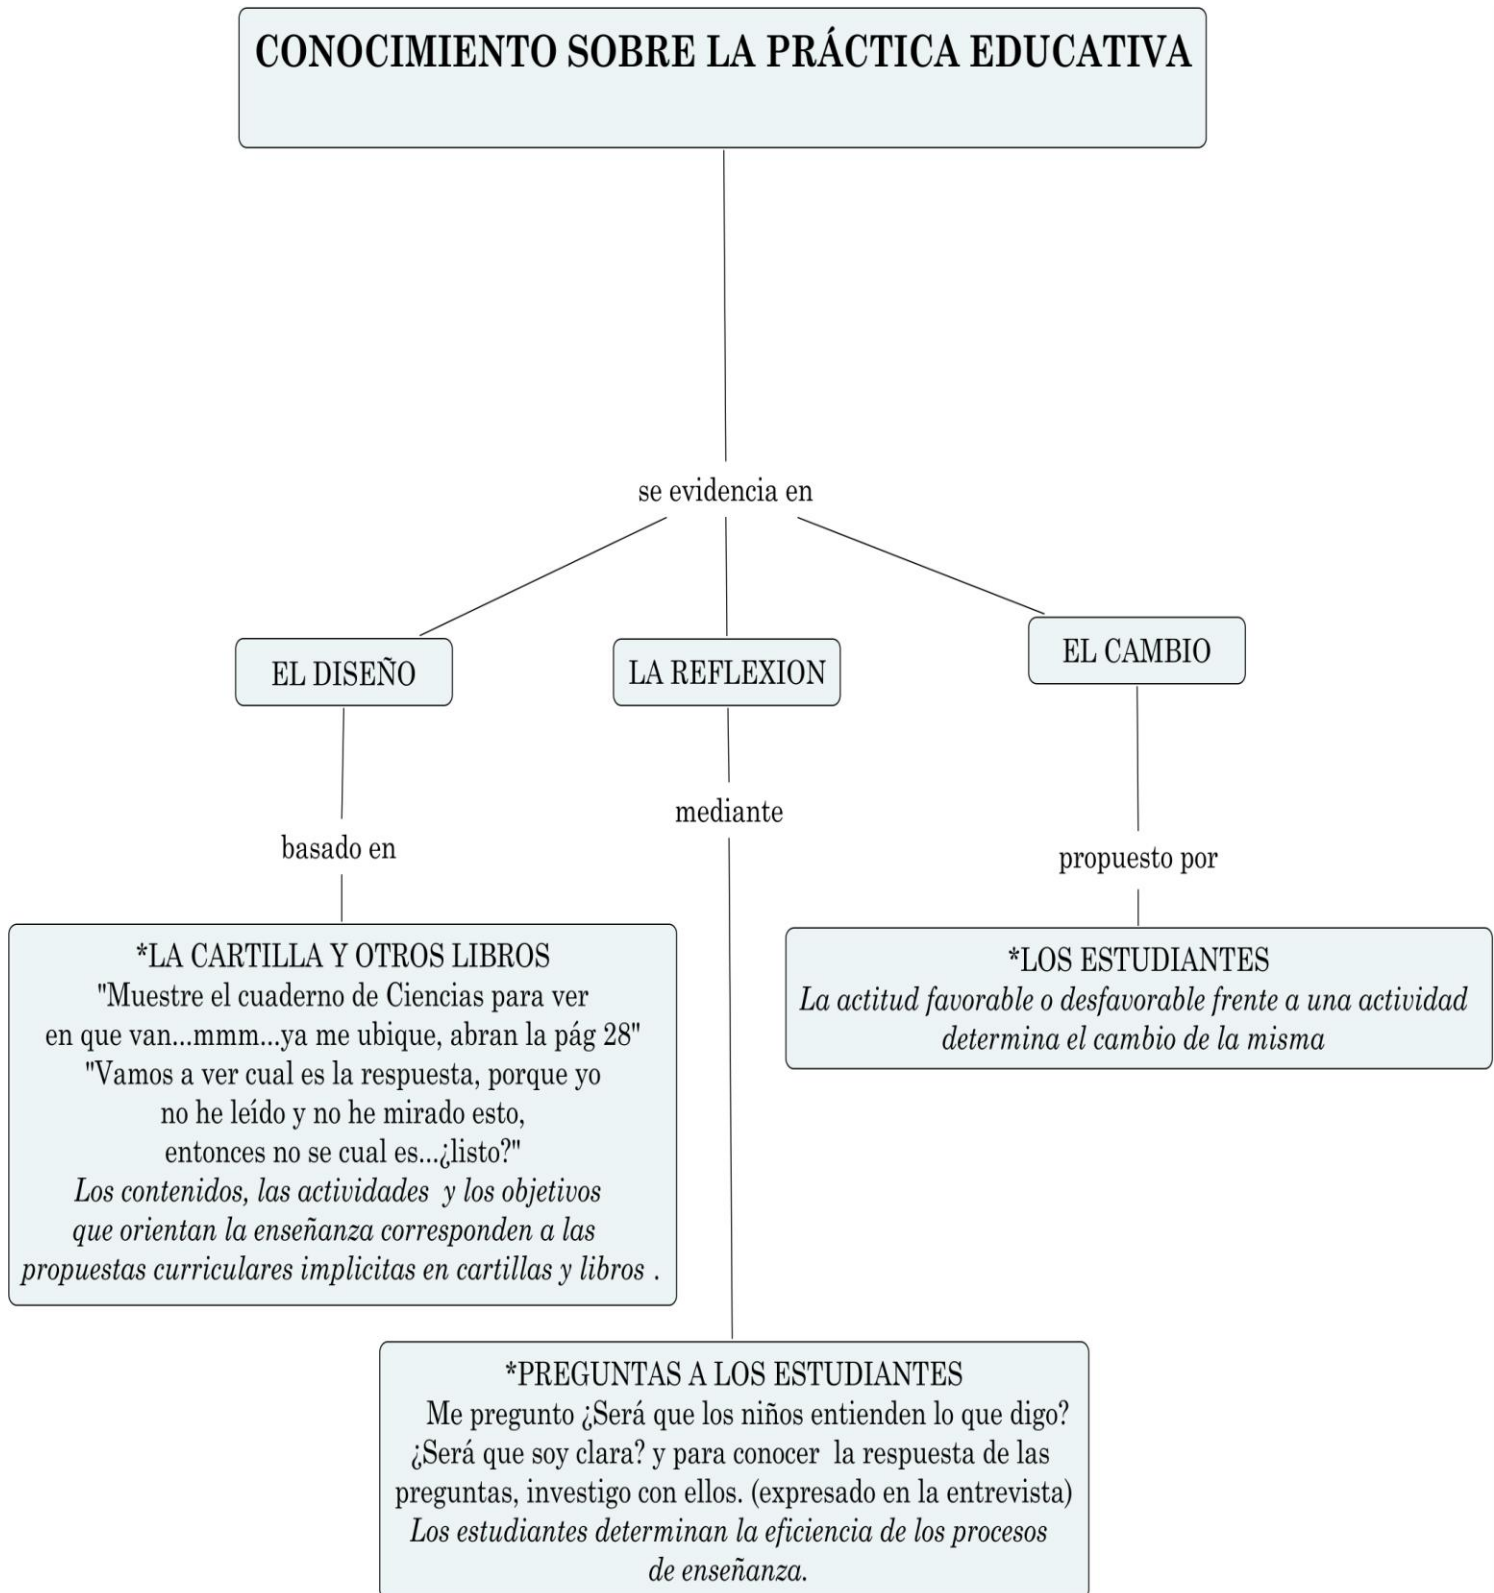 CONOCIMIENTO SOBRE LA PRÁCTICA EDUCATIVA
se evidencia en
EL DISEÑO
LA REFLEXION
EL CAMBIO
basado en
mediante
propuesto por
*LA CARTILLA Y OTROS LIBROS
"Muestre el cuaderno de Ciencias para ver
en que van...mmm...ya me ubique, abran la pág 28"
"Vamos a ver cual es la respuesta, porque yo
no he leído y no he mirado esto,
entonces no se cual es...¿listo?"
Los contenidos, las actividades y los objetivos
que orientan la enseñanza corresponden a las
propuestas curriculares implicitas en cartillas y libros .
*LOS ESTUDIANTES
La actitud favorable o desfavorable frente a una actividad
determina el cambio de la misma
*PREGUNTAS A LOS ESTUDIANTES
Me pregunto ¿Será que los niños entienden lo que digo?
¿Será que soy clara? y para conocer la respuesta de las
preguntas, investigo con ellos. (expresado en la entrevista)
Los estudiantes determinan la eficiencia de los procesos
de enseñanza.